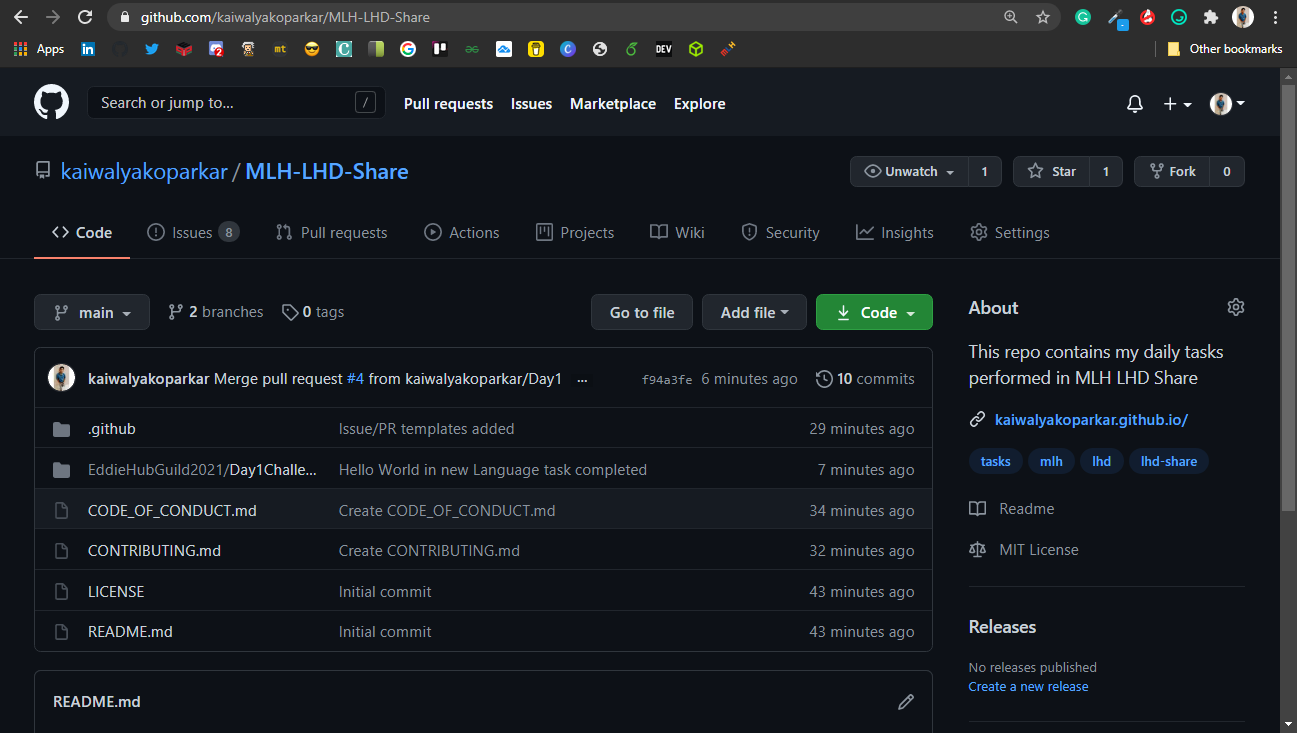 github.com/kaiwalyakoparkar/MLH-LHD-Share
Apps
mt
C
DEV
Other bookmarks
Search or jump to...
/
Pull requests
Issues
Marketplace
Explore
kaiwalyakoparkar / MLH-LHD-Share
Unwatch 1
Star 1
Fork 0
Code
Issues 8
Pull requests
Actions
Projects
Wiki
Security
Insights
Settings
main
2 branches
0 tags
Go to file
Add file
Code
kaiwalyakoparkar Merge pull request #4 from kaiwalyakoparkar/Day1 ... f94a3fe 6 minutes ago 10 commits
.github Issue/PR templates added 29 minutes ago
EddieHubGuild2021/Day1Challe... Hello World in new Language task completed 7 minutes ago
CODE_OF_CONDUCT.md Create CODE_OF_CONDUCT.md 34 minutes ago
CONTRIBUTING.md Create CONTRIBUTING.md 32 minutes ago
LICENSE Initial commit 43 minutes ago
README.md Initial commit 43 minutes ago
README.md
About
This repo contains my daily tasks
performed in MLH LHD Share
kaiwalyakoparkar.github.io/
tasks mlh lhd lhd-share
Readme
MIT License
Releases
No releases published
Create a new release